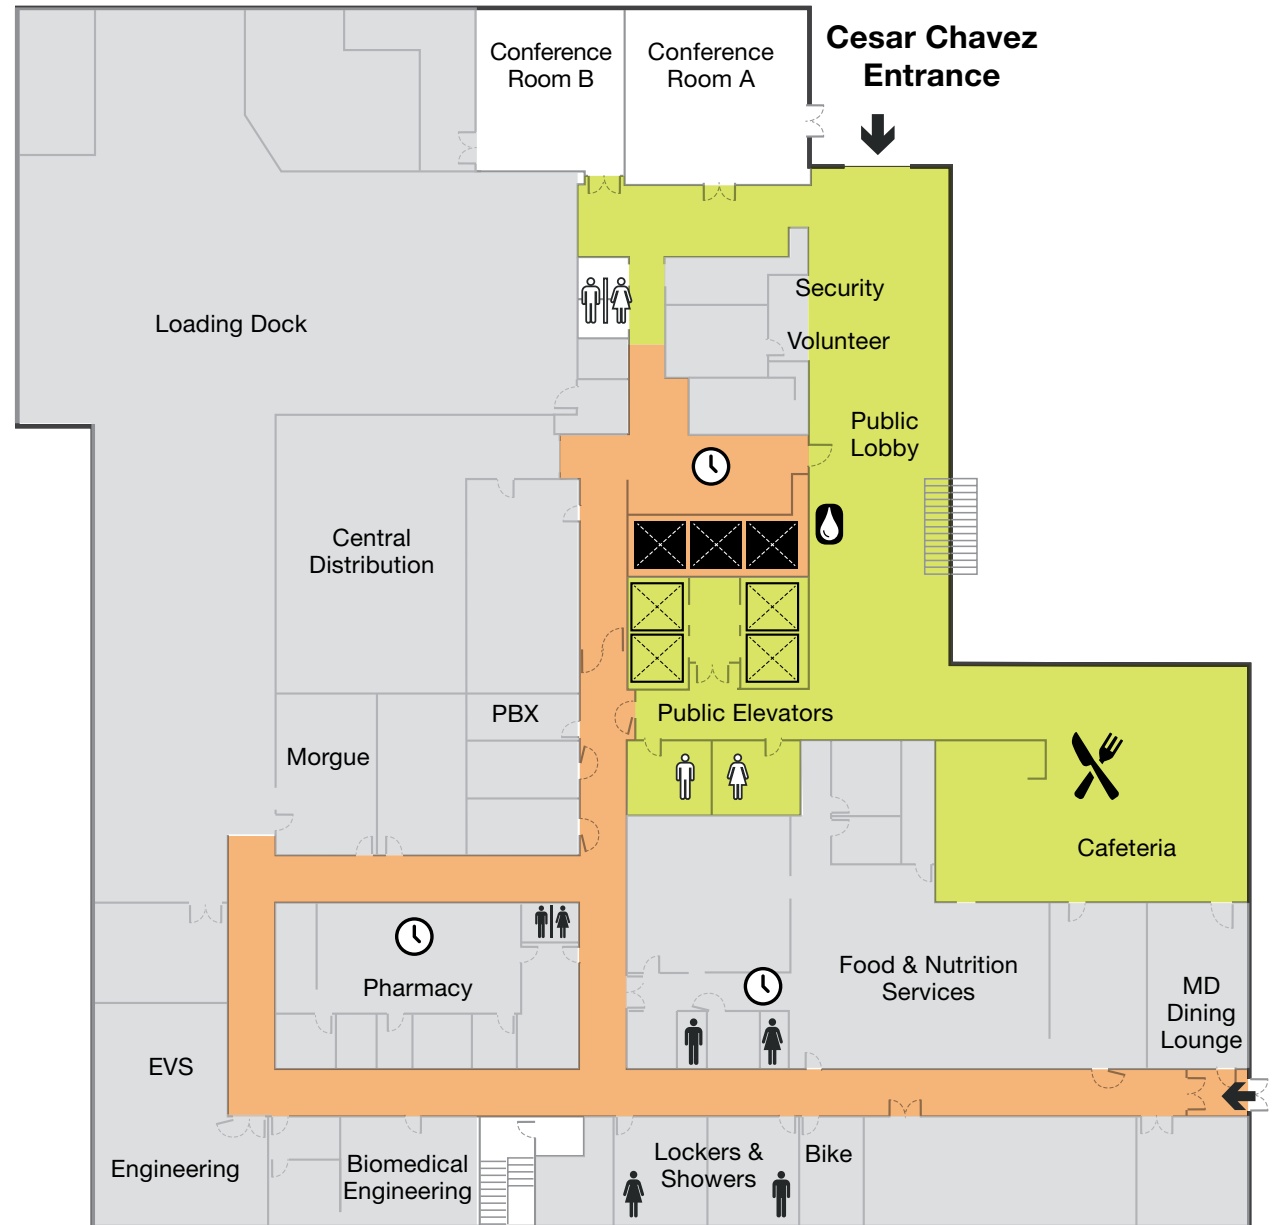 Conference
Room B
Conference
Room A
Cesar Chavez
Entrance
Security
Loading Dock
Volunteer
Public
Lobby
Central
Distribution
PBX
Public Elevators
Morgue
Cafeteria
Pharmacy
Food & Nutrition
Services
MD
Dining
Lounge
EVS
Engineering
Biomedical
Engineering
Lockers &
Showers
Bike